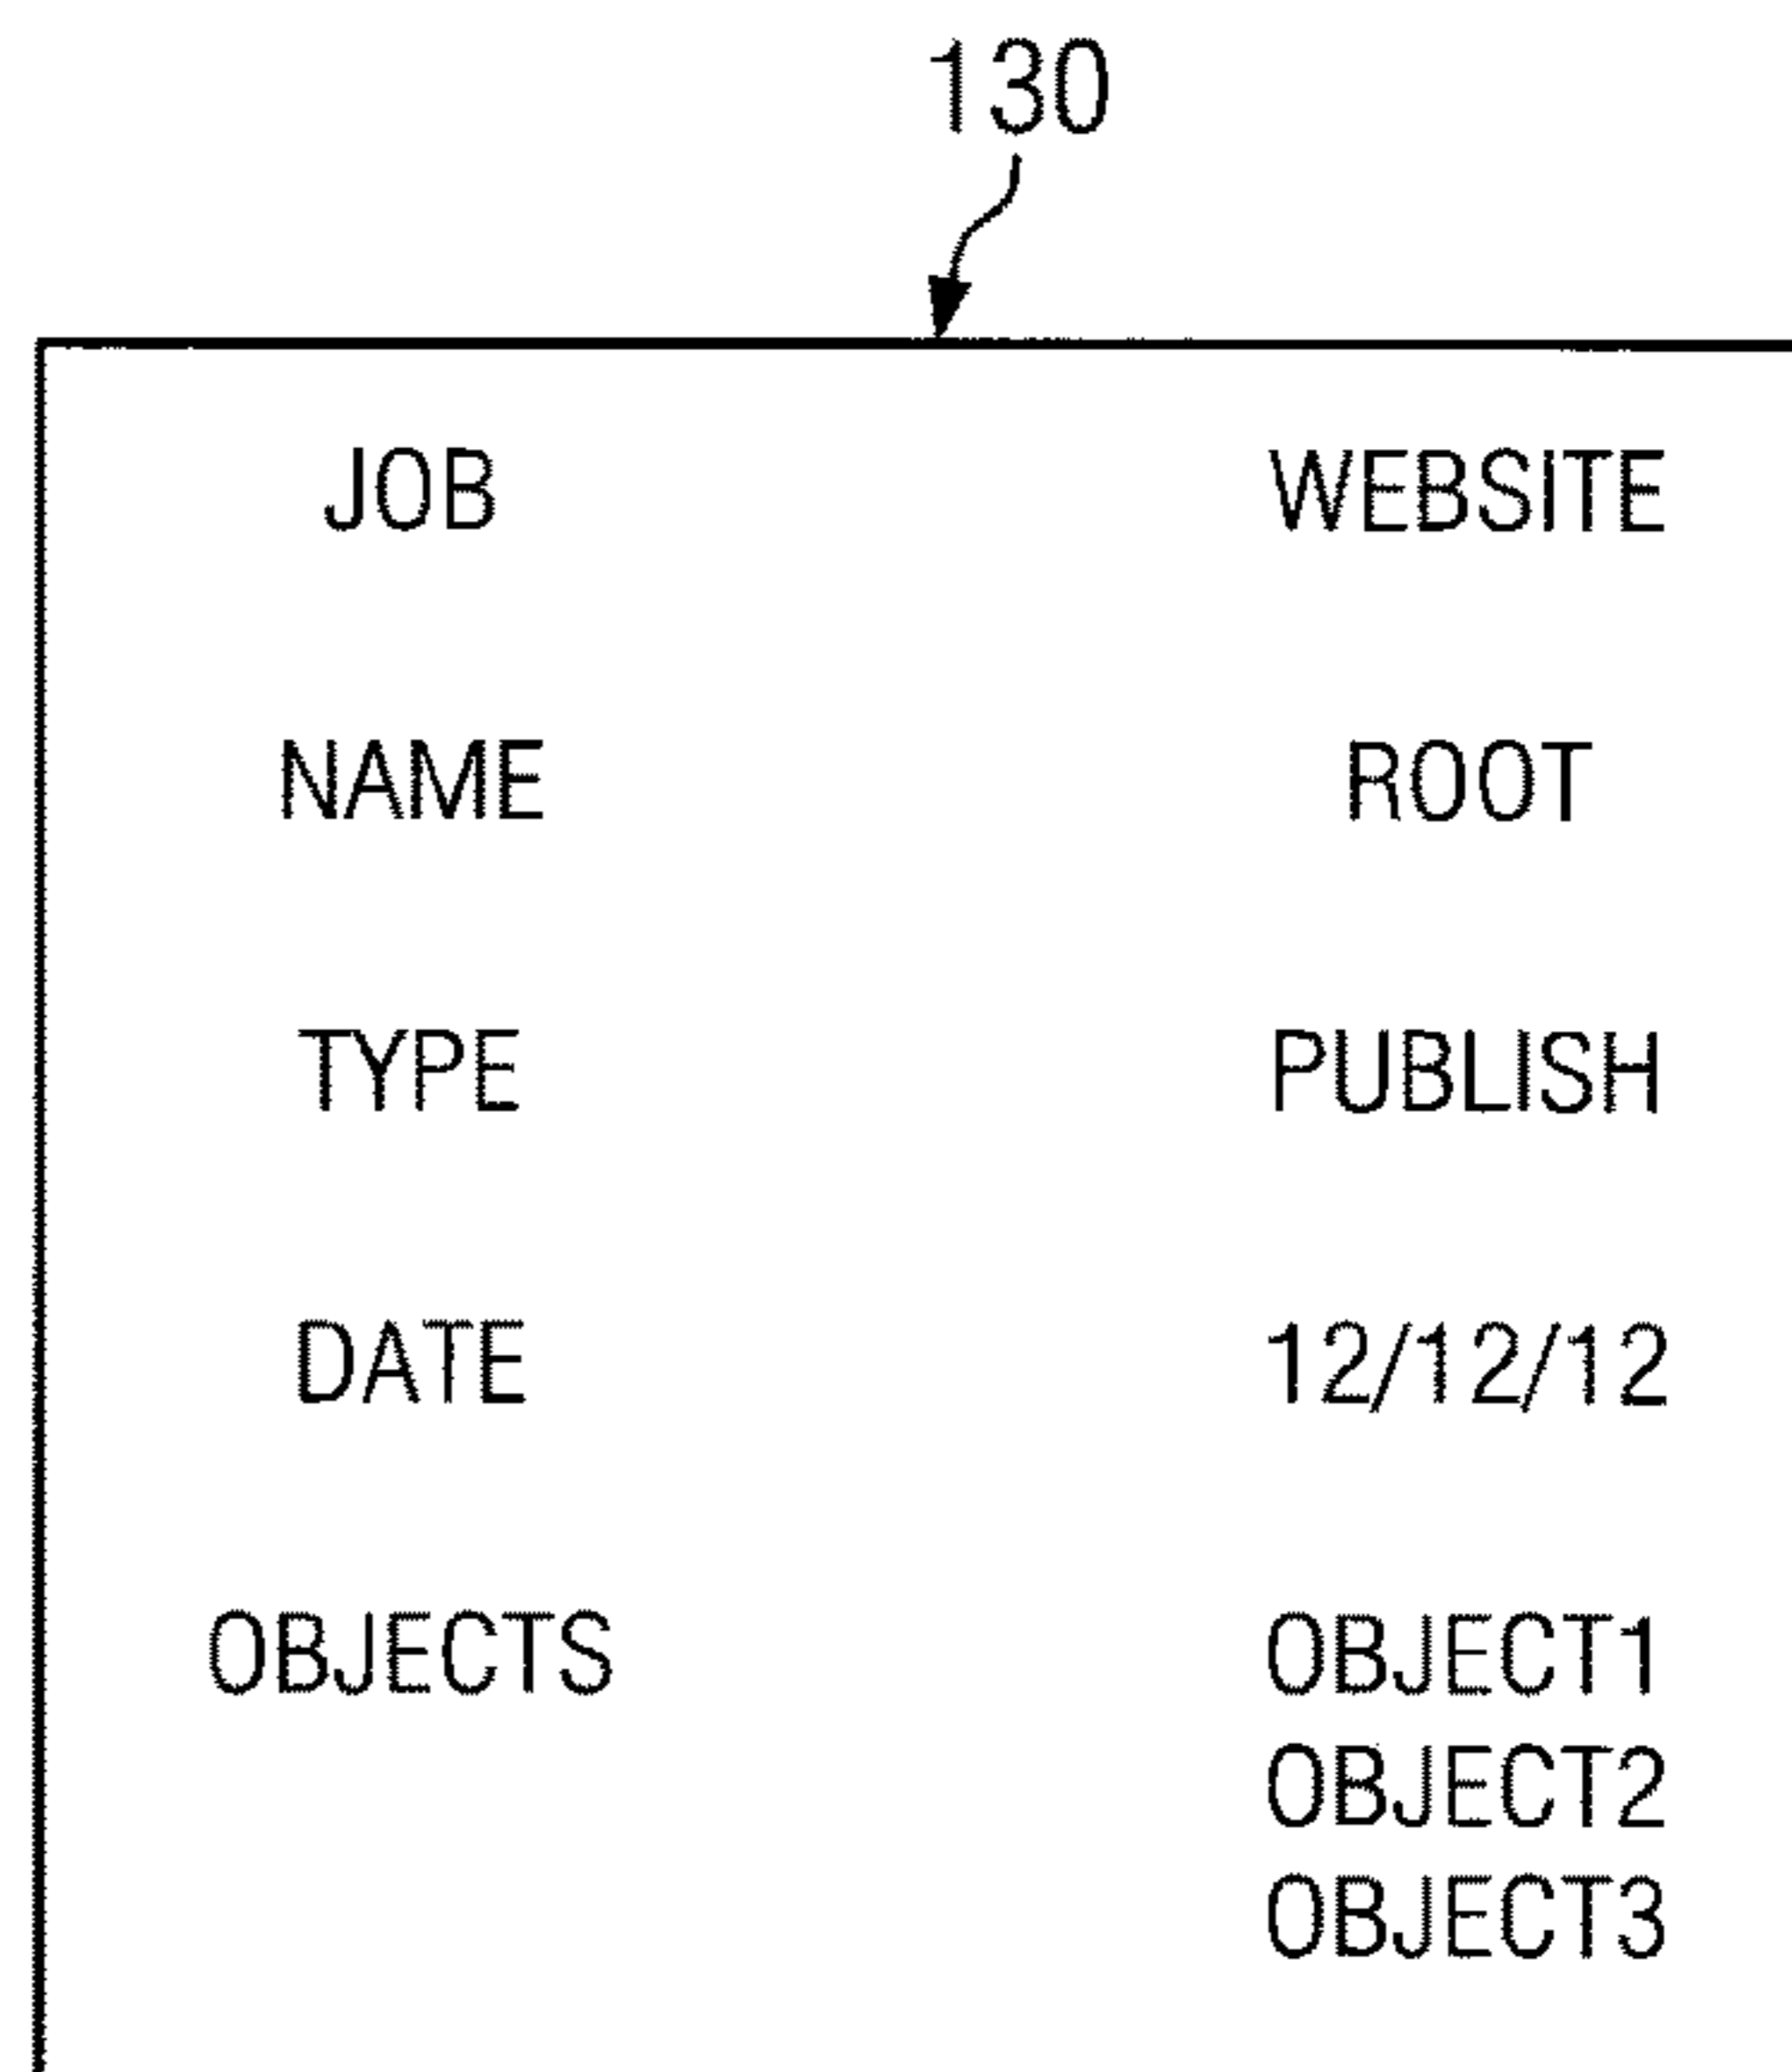 130
JOB WEBSITE
NAME ROOT
TYPE PUBLISH
DATE 12/12/12
OBJECTS OBJECT1
OBJECT2
OBJECT3